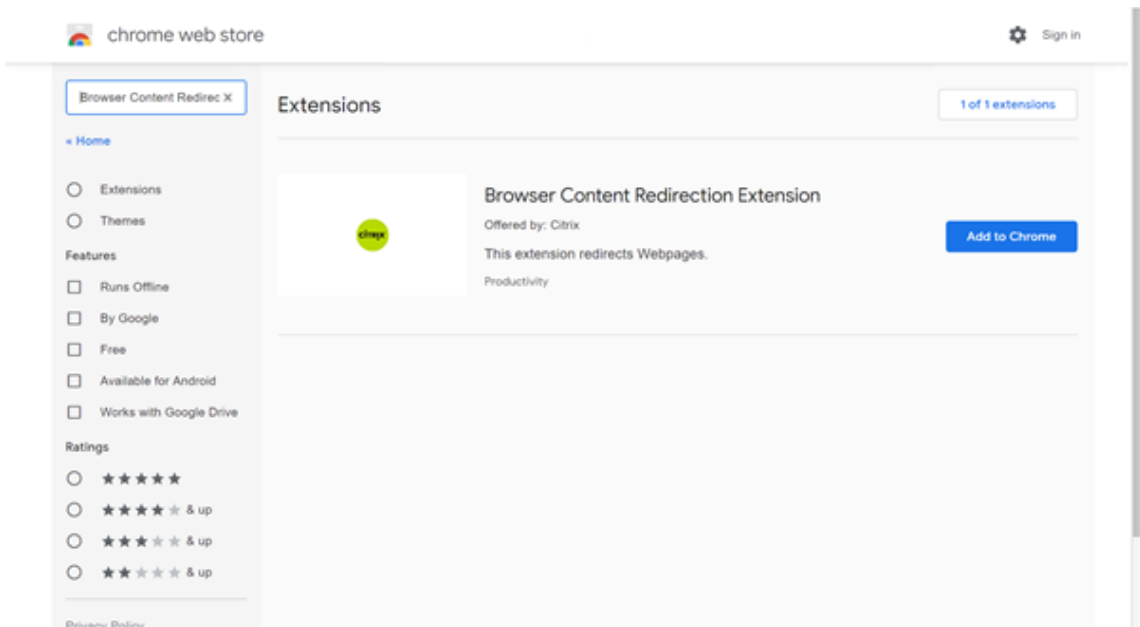 chrome web store
Sign in
Browser Content Redirec X
« Home
Extensions
Themes
Features
Runs Offline
By Google
Free
Available for Android
Works with Google Drive
Ratings
& up
& up
& up
Privacy Policy
Extensions
1 of 1 extensions
citrix
Browser Content Redirection Extension
Offered by: Citrix
This extension redirects Webpages.
Productivity
Add to Chrome